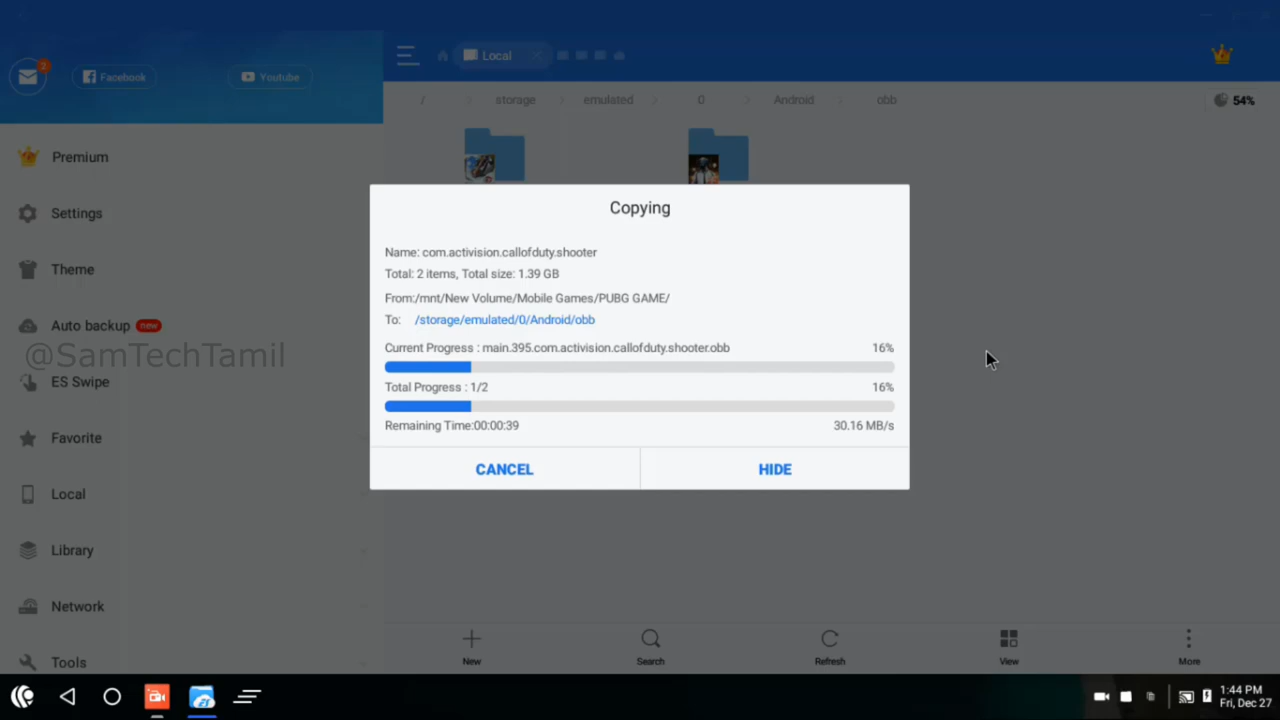 2
Facebook
Youtube
Local
/ storage emulated 0 Android obb
54%
Premium
Settings
Theme
Auto backup new
@SamTechTamil
ES Swipe
Favorite
Local
Library
Network
Tools
Copying
Name: com.activision.callofduty.shooter
Total: 2 items, Total size: 1.39 GB
From:/mnt/New Volume/Mobile Games/PUBG GAME/
To: /storage/emulated/0/Android/obb
Current Progress : main.395.com.activision.callofduty.shooter.obb 16%
Total Progress : 1/2 16%
Remaining Time:00:00:39 30.16 MB/s
CANCEL HIDE
New Search Refresh View More
1:44 PM
Fri, Dec 27